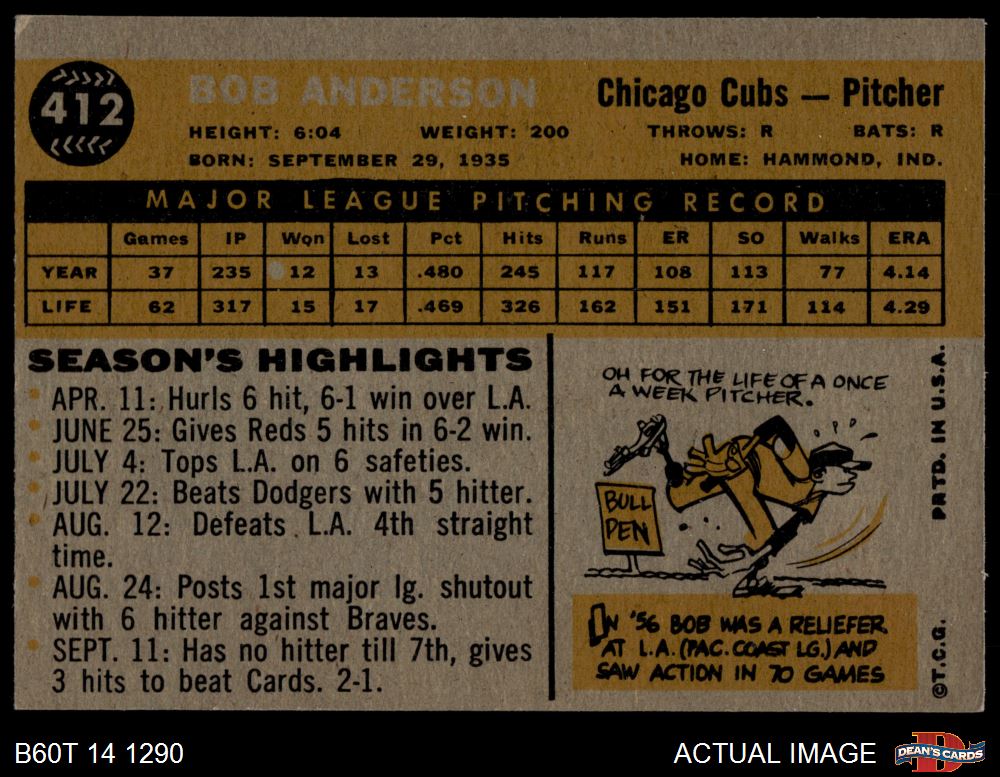 412
BOB ANDERSON
Chicago Cubs — Pitcher
HEIGHT: 6:04 WEIGHT: 200 THROWS: R BATS: R
BORN: SEPTEMBER 29, 1935 HOME: HAMMOND, IND.
MAJOR LEAGUE PITCHING RECORD
Games IP Won Lost Pct Hits Runs ER SO Walks ERA
YEAR 37 235 12 13 .480 245 117 108 113 77 4.14
LIFE 62 317 15 17 .469 326 162 151 171 114 4.29
SEASON'S HIGHLIGHTS
APR. 11: Hurls 6 hit, 6-1 win over L.A.
JUNE 25: Gives Reds 5 hits in 6-2 win.
JULY 4: Tops L.A. on 6 safeties.
JULY 22: Beats Dodgers with 5 hitter.
AUG. 12: Defeats L.A. 4th straight
time.
AUG. 24: Posts 1st major lg. shutout
with 6 hitter against Braves.
SEPT. 11: Has no hitter till 7th, gives
3 hits to beat Cards. 2-1.
OH FOR THE LIFE OF A ONCE
A WEEK PITCHER.
BULL
PEN
IN '56 BOB WAS A RELIEFER
AT L.A. (PAC. COAST LG.) AND
SAW ACTION IN 70 GAMES
PRTD. IN U.S.A.
©T.C.G.
B60T 14 1290
ACTUAL IMAGE
D
DEAN'S CARDS